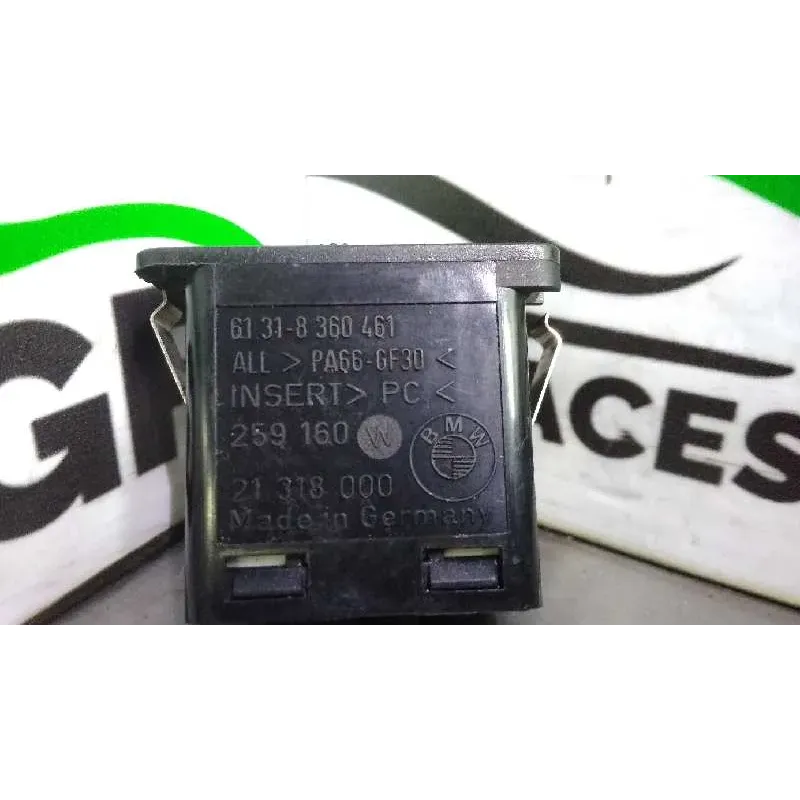 61 31-8 360 461
ALL > PA66-GF30 <
INSERT> PC <
259 160 W
BMW
21 318 000
Made in Germany
ACES